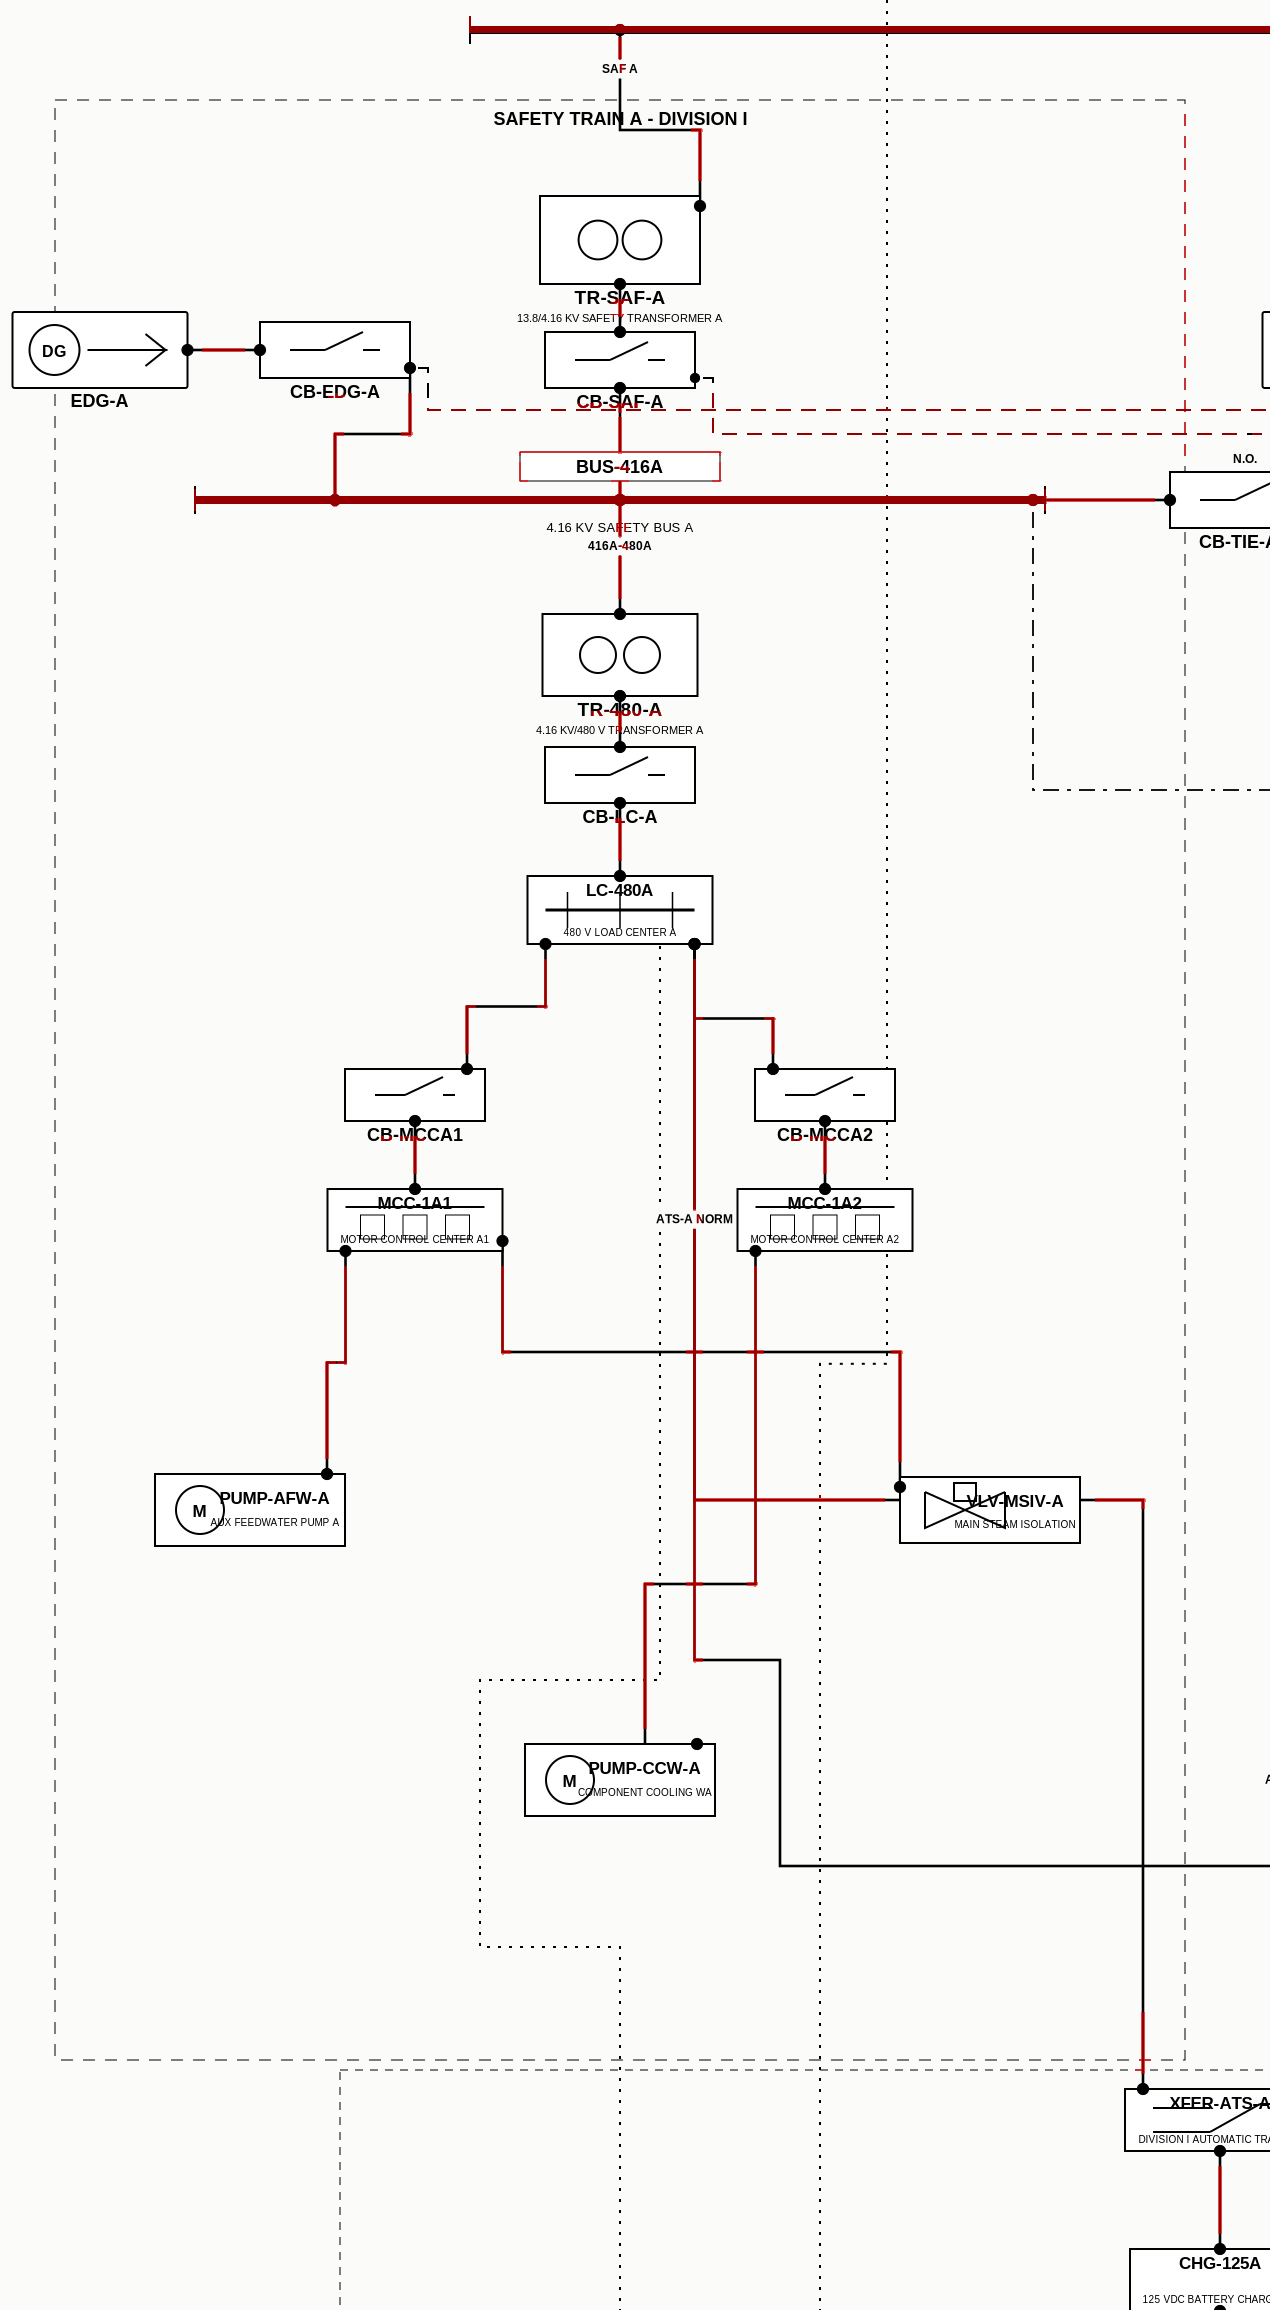 SAF A
SAFETY TRAIN A - DIVISION I
TR-SAF-A
13.8/4.16 KV SAFETY TRANSFORMER A
DG
EDG-A
CB-EDG-A
CB-SAF-A
BUS-416A
N.O.
4.16 KV SAFETY BUS A
416A-480A
CB-TIE-A
TR-480-A
4.16 KV/480 V TRANSFORMER A
CB-LC-A
LC-480A
480 V LOAD CENTER A
CB-MCCA1
CB-MCCA2
MCC-1A1
MOTOR CONTROL CENTER A1
ATS-A NORM
MCC-1A2
MOTOR CONTROL CENTER A2
M
PUMP-AFW-A
AUX FEEDWATER PUMP A
VLV-MSIV-A
MAIN STEAM ISOLATION
M
PUMP-CCW-A
COMPONENT COOLING WA
A
XFER-ATS-A
DIVISION I AUTOMATIC TRA
CHG-125A
125 VDC BATTERY CHARG